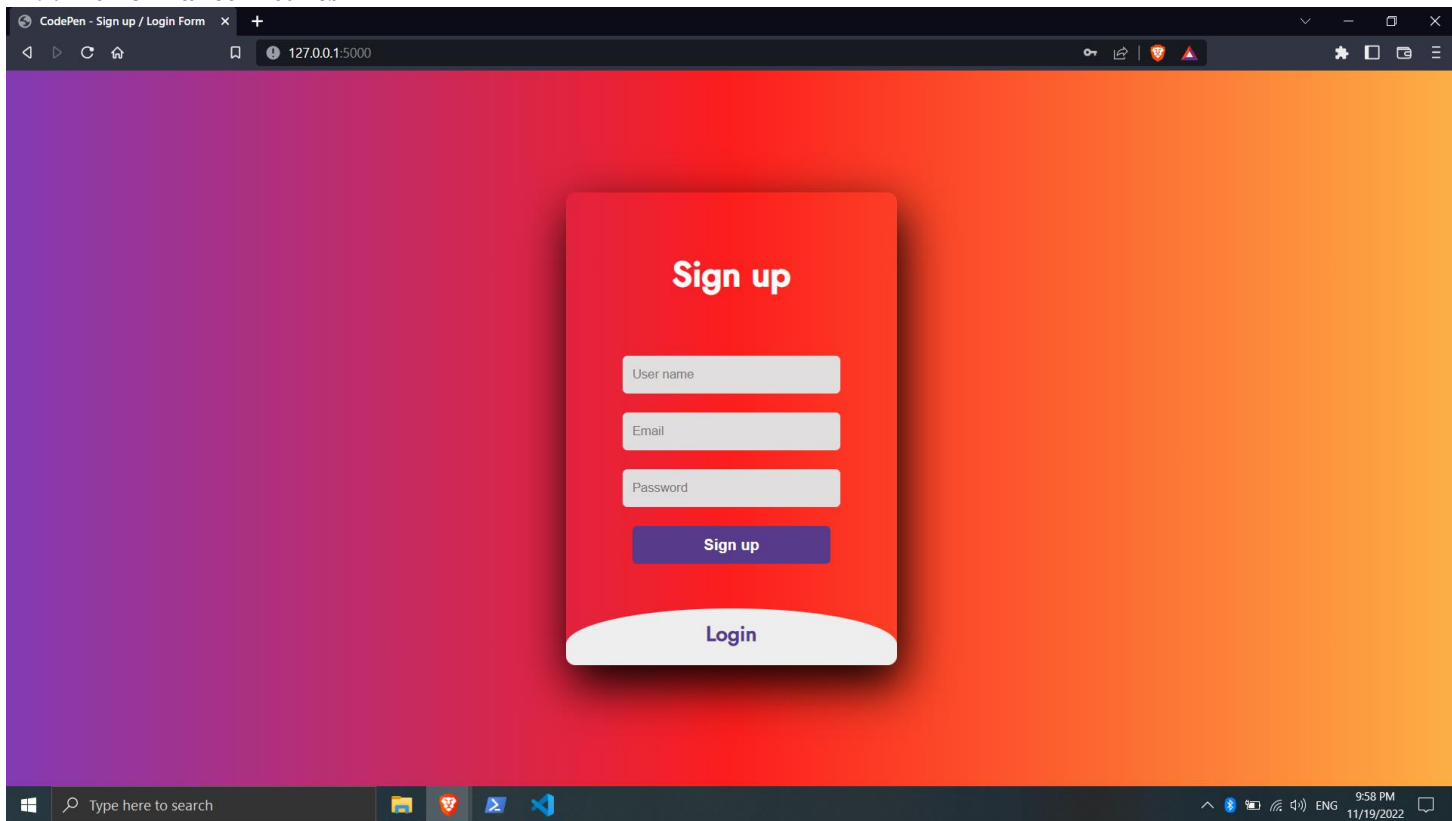 CodePen - Sign up / Login Form
127.0.0.1:5000
Sign up
User name
Email
Password
Sign up
Login
Type here to search
ENG
9:58 PM
11/19/2022